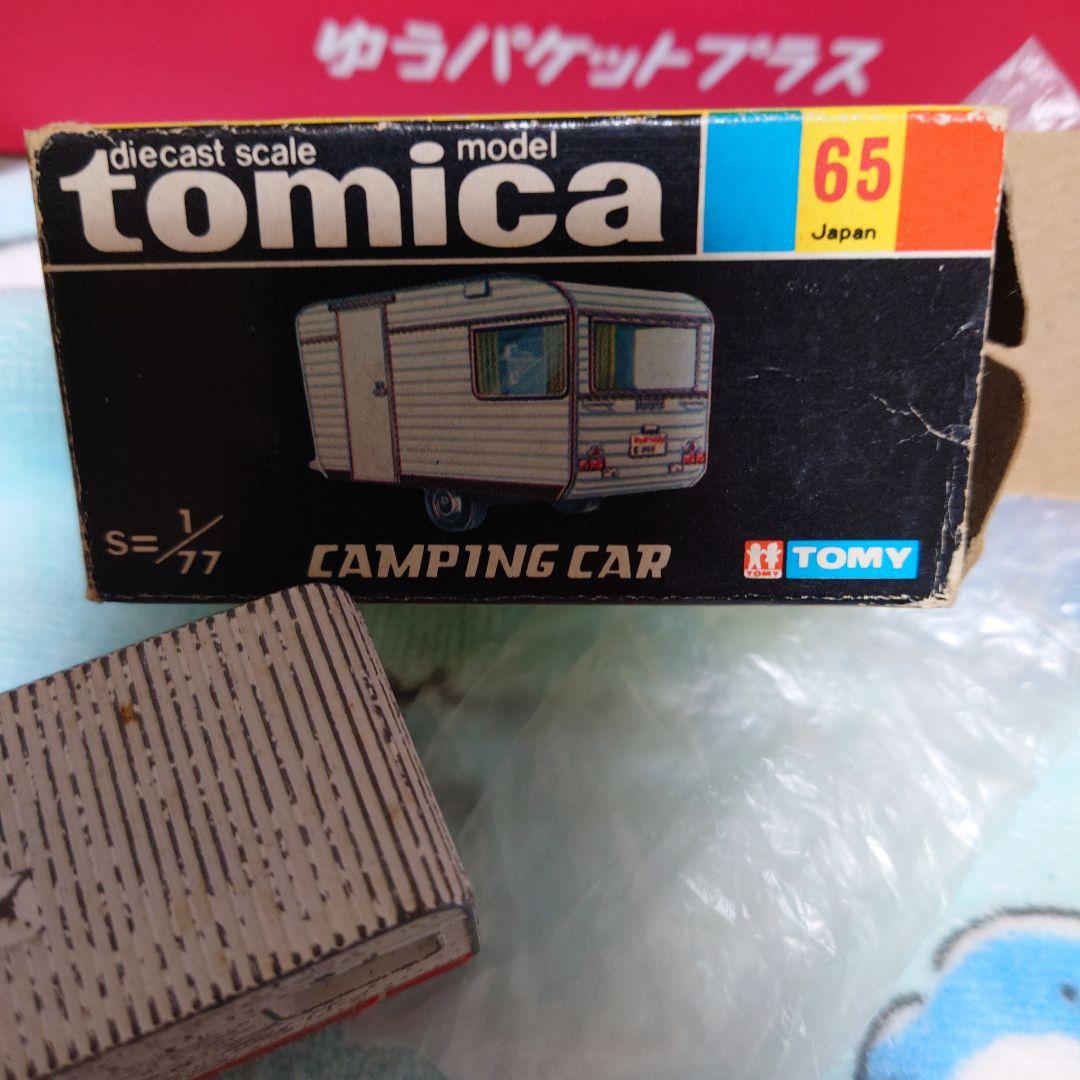 ゆうパケットプラス
diecast scale model
tomica
65
Japan
S=1/77
CAMPING CAR
TOMY
TOMY